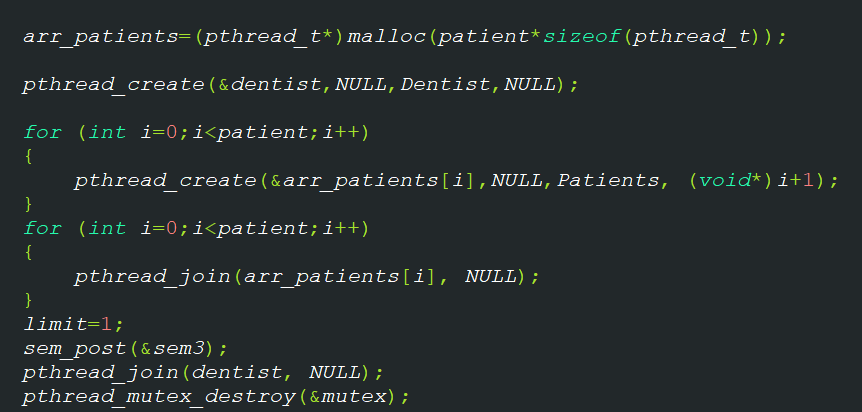 arr_patients=(pthread_t*)malloc(patient*sizeof(pthread_t));
pthread_create(&dentist,NULL,Dentist,NULL);
for (int i=0;i<patient;i++)
{
pthread_create(&arr_patients[i],NULL,Patients, (void*)i+1);
}
for (int i=0;i<patient;i++)
{
pthread_join(arr_patients[i], NULL);
}
limit=1;
sem_post(&sem3);
pthread_join(dentist, NULL);
pthread_mutex_destroy(&mutex);